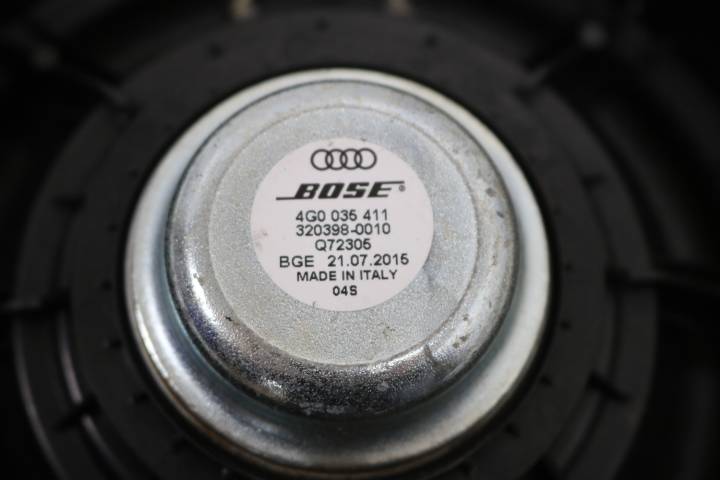 BOSE®
4G0 035 411
320398-0010
Q72305
BGE 21.07.2015
MADE IN ITALY
04S